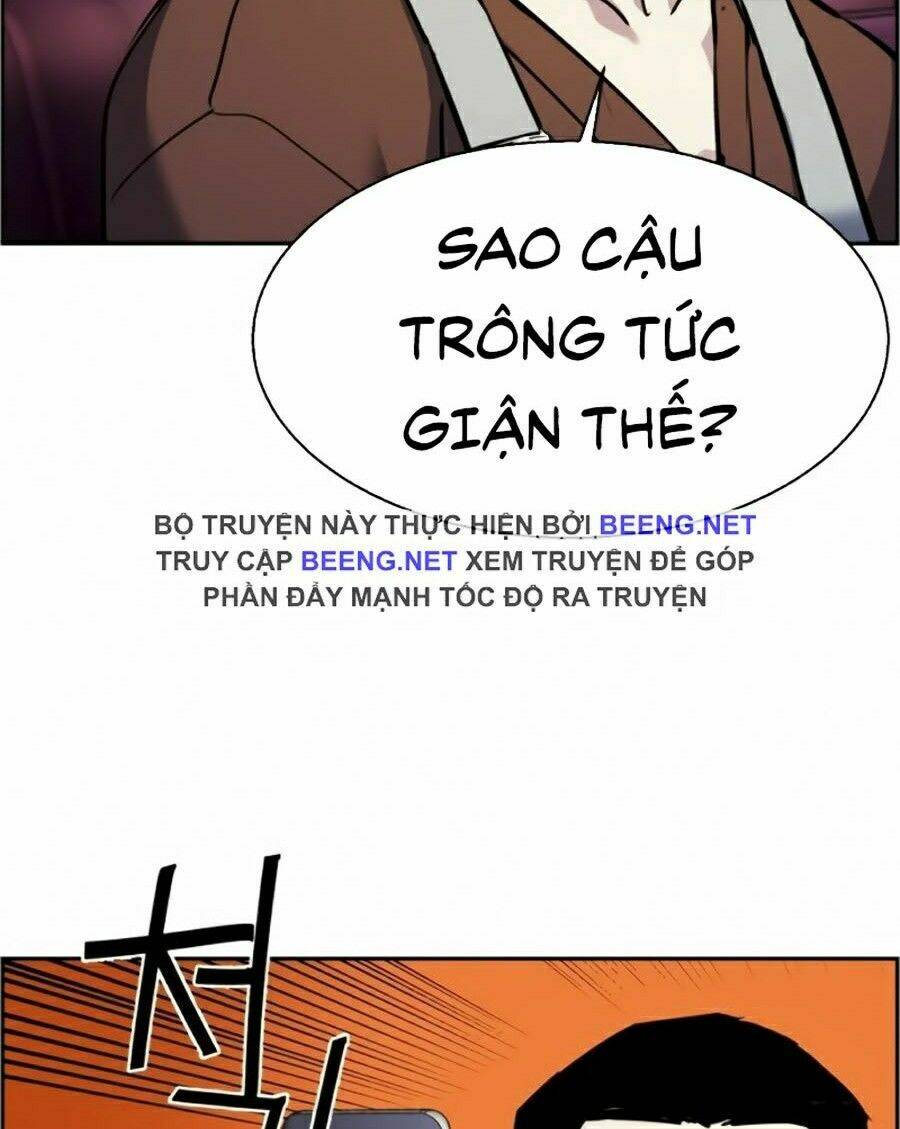 SAO CẬU
TRÔNG TỨC
GIẬN THẾ?
BỘ TRUYỆN NÀY THỰC HIỆN BỞI BEENG.NET
TRUY CẬP BEENG.NET XEM TRUYỆN ĐỂ GÓP
PHẦN ĐẨY MẠNH TỐC ĐỘ RA TRUYỆN